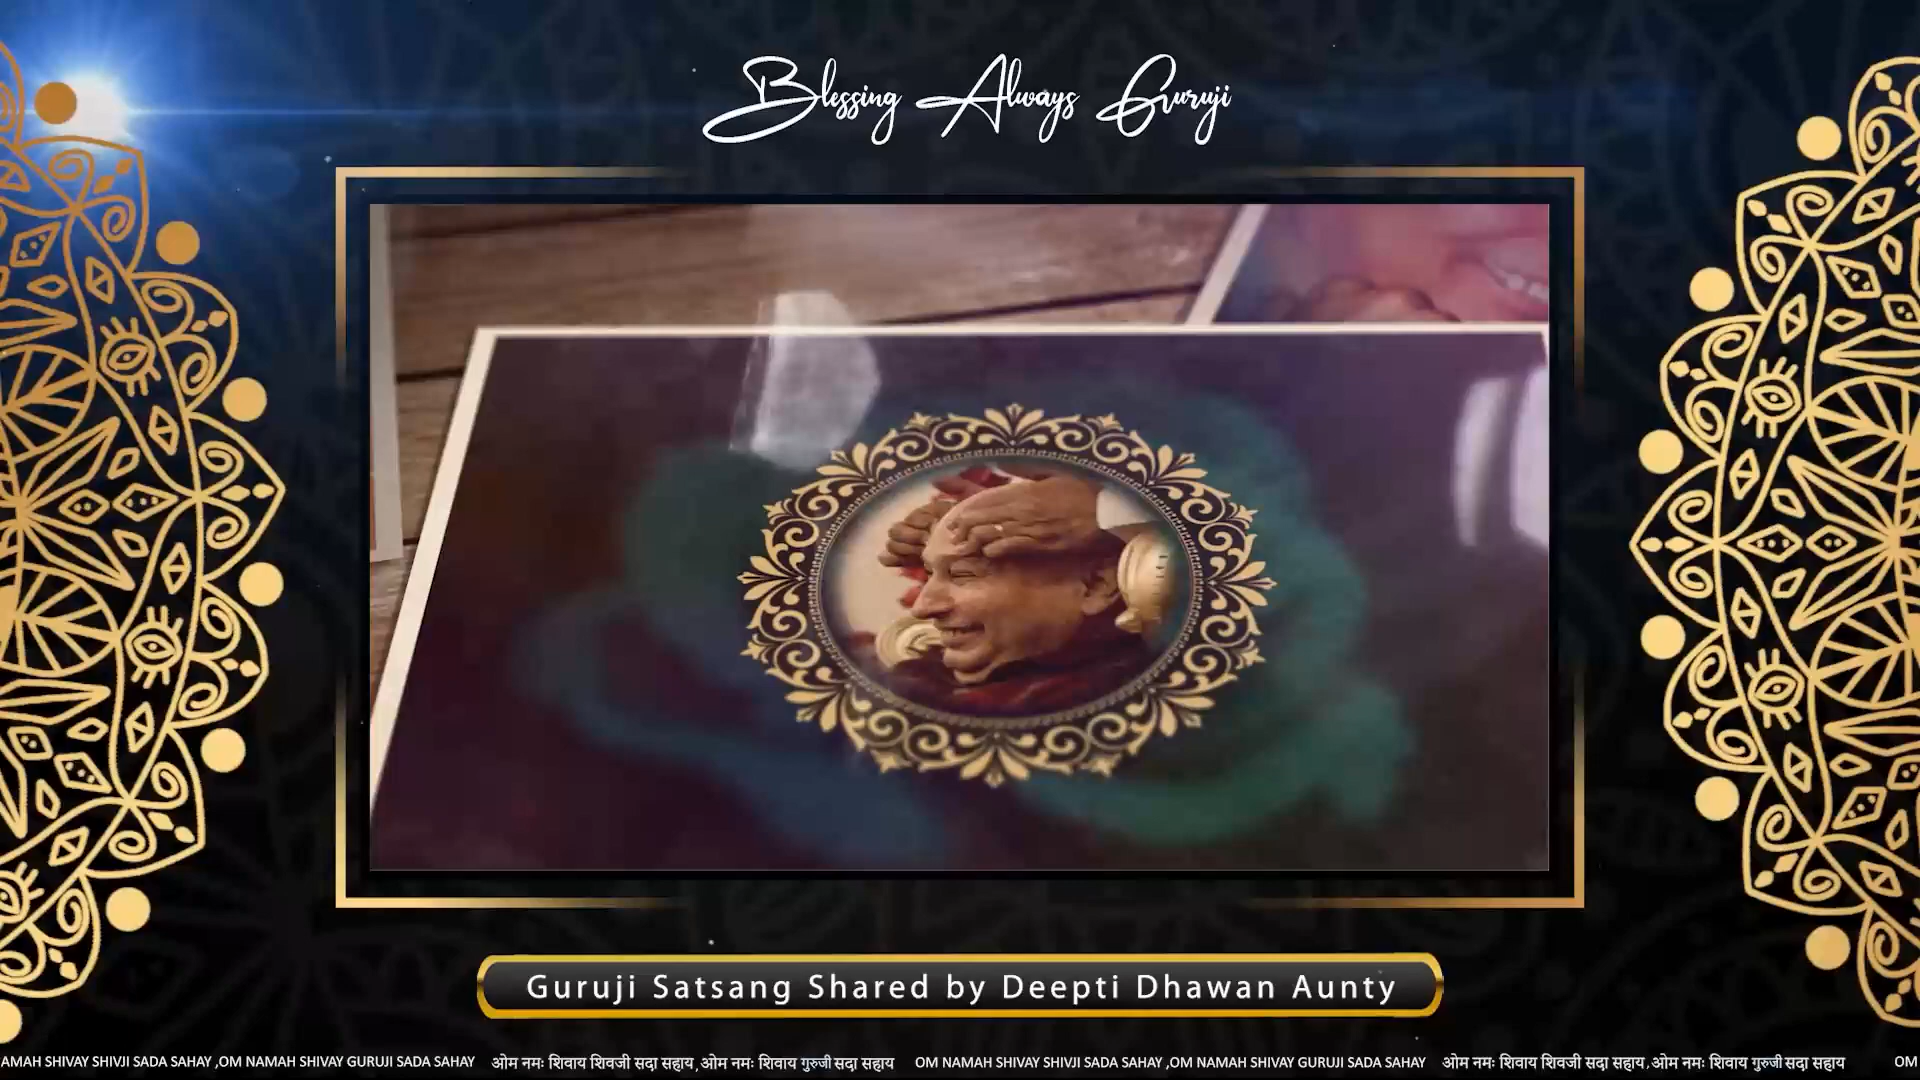 Blessing Always Guruji
Guruji Satsang Shared by Deepti Dhawan Aunty
AMAH SHIVAY SHIVJI SADA SAHAY ,OM NAMAH SHIVAY GURUJI SADA SAHAY ओम नमः शिवाय शिवजी सदा सहाय, ओम नमः शिवाय गुरुजी सदा सहाय OM NAMAH SHIVAY SHIVJI SADA SAHAY ,OM NAMAH SHIVAY GURUJI SADA SAHAY ओम नमः शिवाय शिवजी सदा सहाय, ओम नमः शिवाय गुरुजी सदा सहाय OM